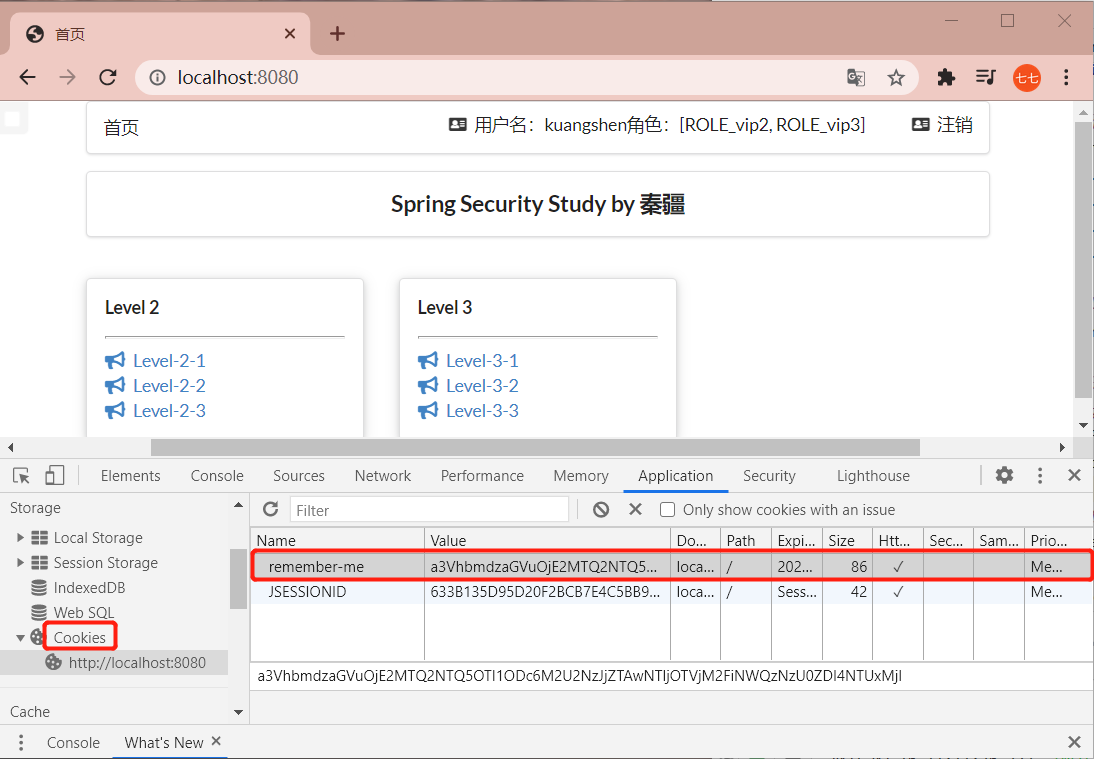 首页
localhost:8080
七七
首页
用户名：kuangshen角色：[ROLE_vip2, ROLE_vip3]
注销
Spring Security Study by 秦疆
Level 2
Level-2-1
Level-2-2
Level-2-3
Level 3
Level-3-1
Level-3-2
Level-3-3
Elements Console Sources Network Performance Memory Application Security Lighthouse
Storage
Local Storage
Session Storage
IndexedDB
Web SQL
Cookies
http://localhost:8080
Cache
Filter
Only show cookies with an issue
Name Value Do... Path Expi... Size Htt... Sec... Sam... Prio...
remember-me a3VhbmdzaGVuOjE2MTQ2NTQ5... loca... / 202... 86 ✓ Me...
JSESSIONID 633B135D95D20F2BCB7E4C5BB9... loca... / Sess... 42 ✓ Me...
a3VhbmdzaGVuOjE2MTQ2NTQ5OTI1ODc6M2U2NzJjZTAwNTljOTVjM2FiNWQzNzU0ZDI4NTUxMjI
Console What's New